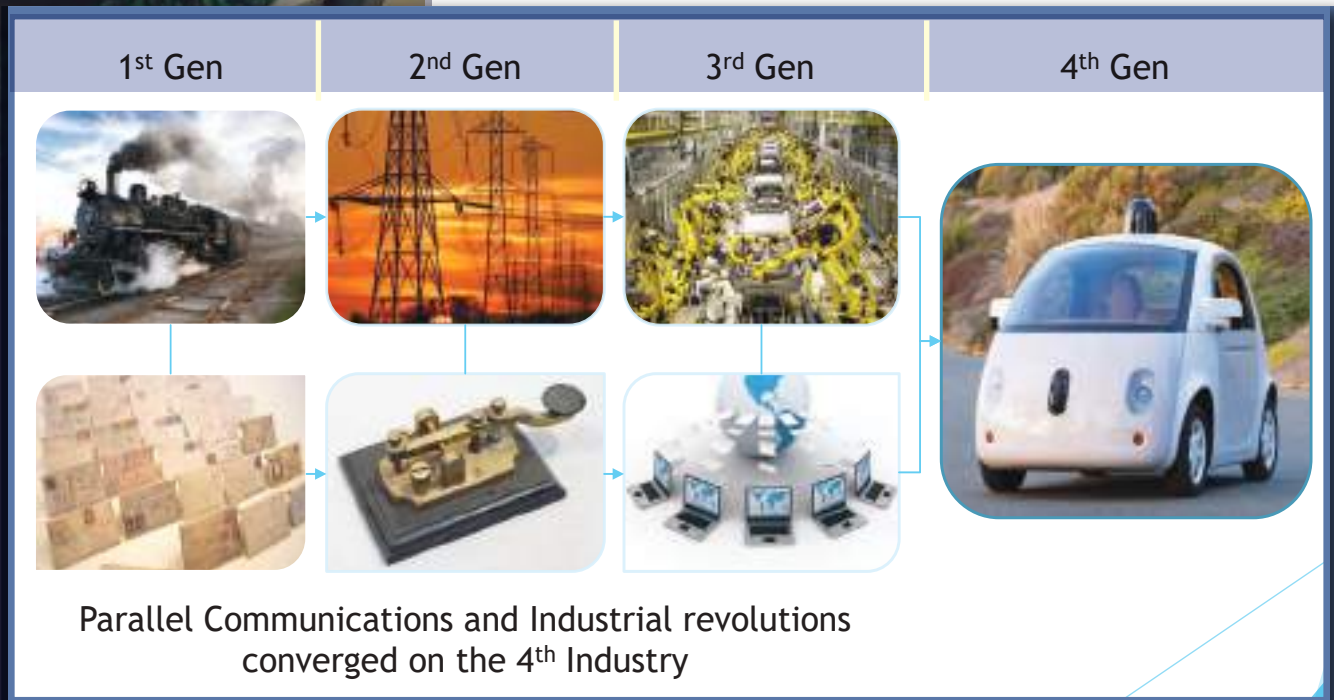 1st Gen
2nd Gen
3rd Gen
4th Gen
Parallel Communications and Industrial revolutions
converged on the 4th Industry